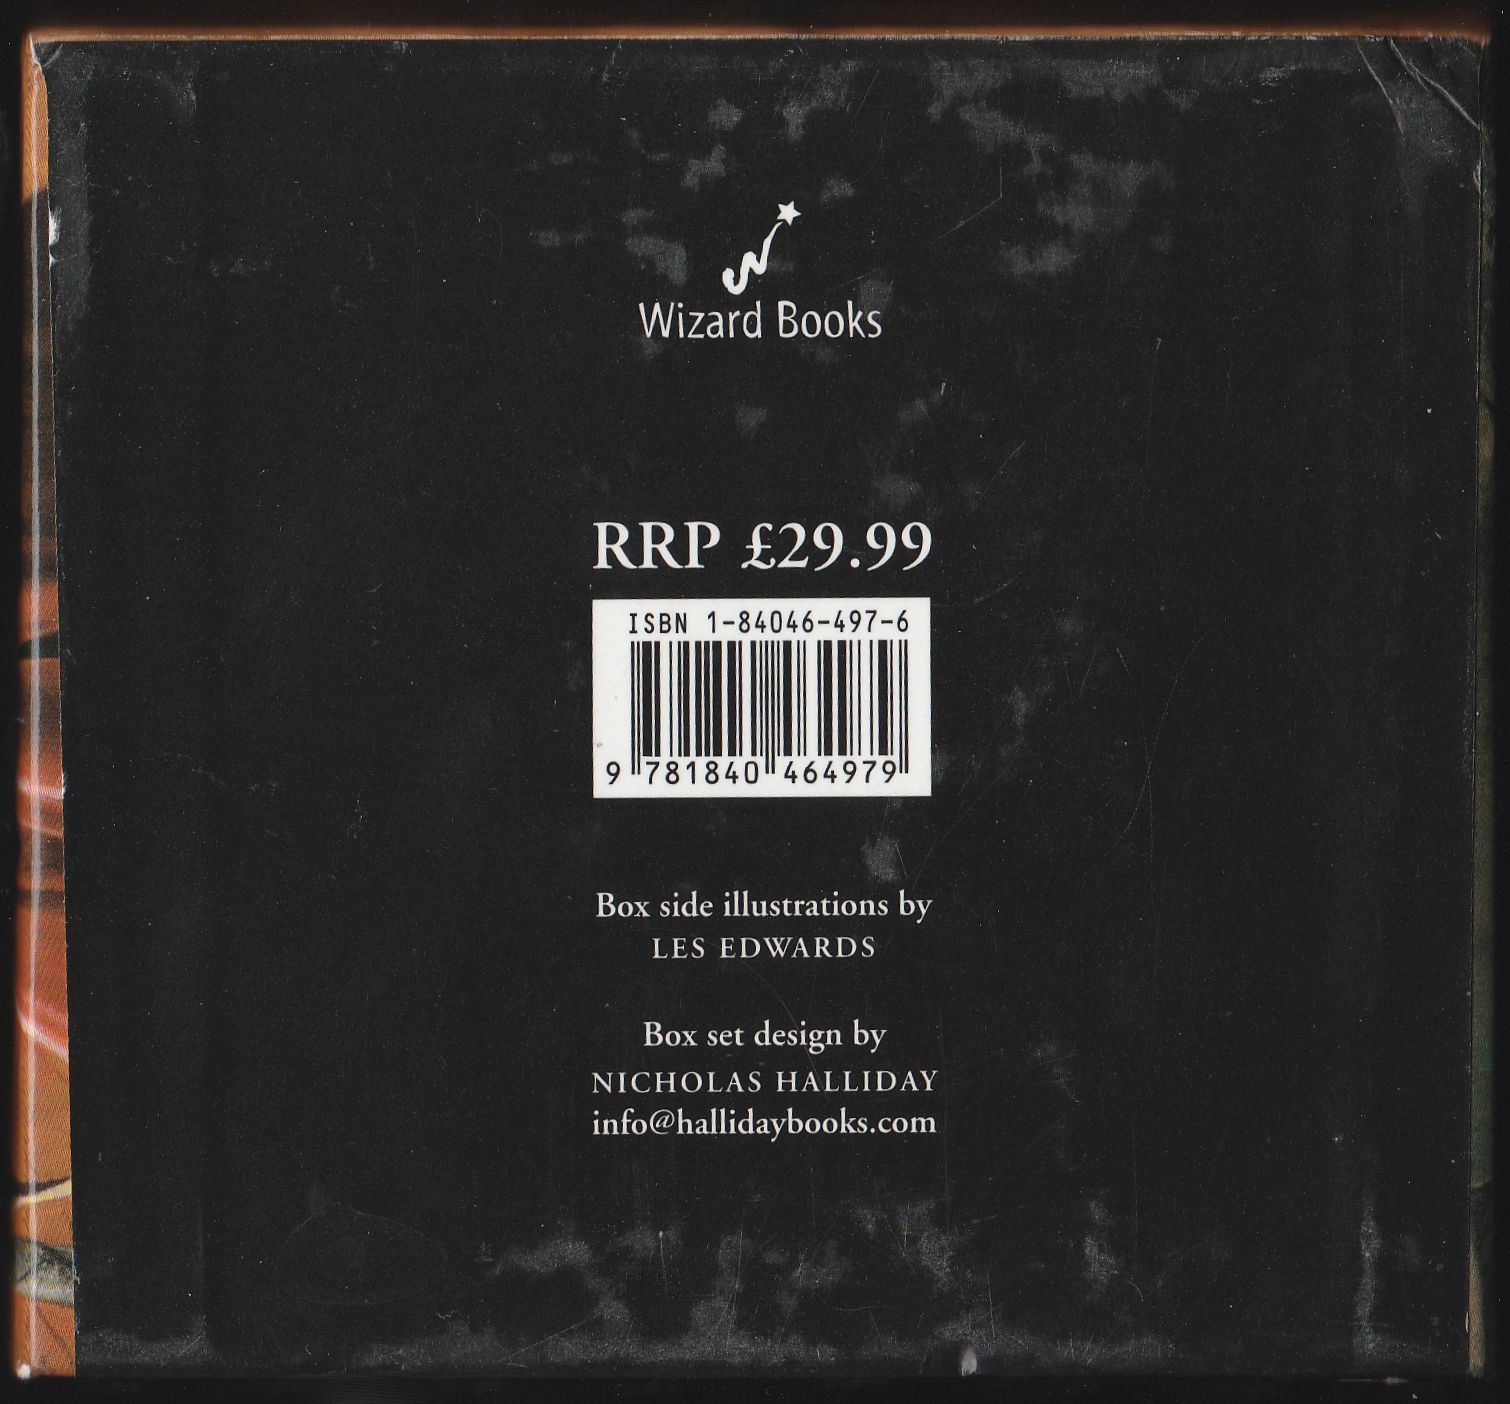 Wizard Books
RRP £29.99
ISBN 1-84046-497-6
9 781840 464979
Box side illustrations by
LES EDWARDS
Box set design by
NICHOLAS HALLIDAY
info@hallidaybooks.com